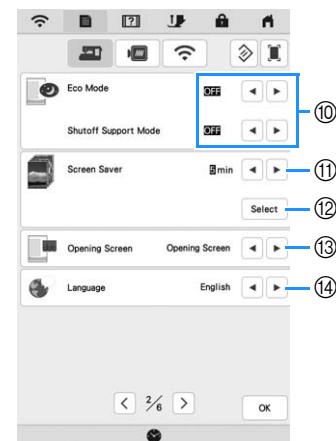 Eco Mode OFF
⑩
Shutoff Support Mode OFF
Screen Saver 5 min ⑪
Select ⑫
Opening Screen Opening Screen ⑬
Language English ⑭
2/6
OK